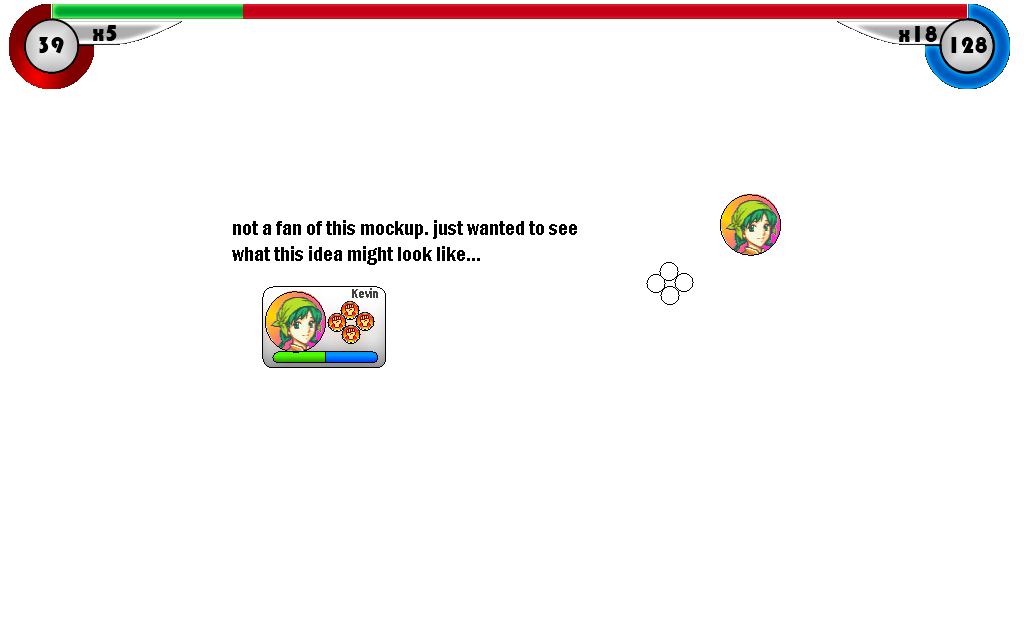 39 x5 x18 128
not a fan of this mockup. just wanted to see
what this idea might look like...
Kevin